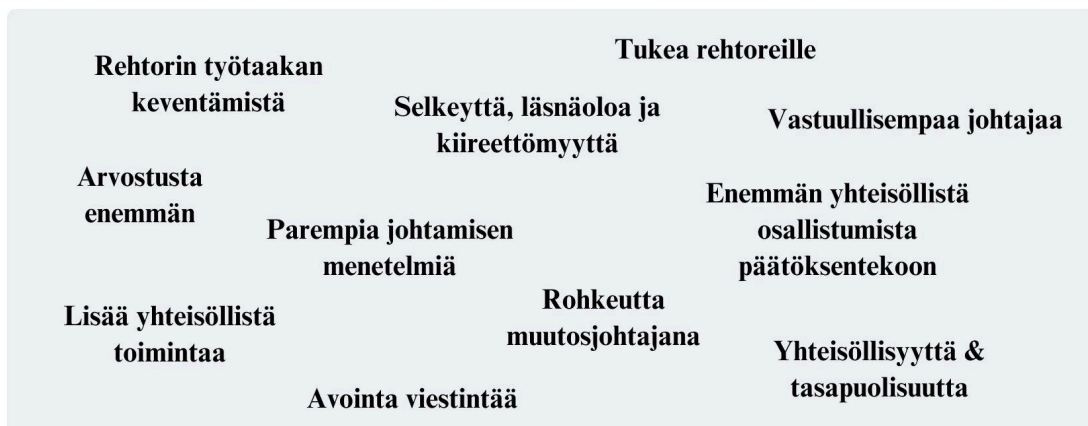 Tukea rehtoreille
Rehtorin työtaakan
keventämistä
Selkeyttä, läsnäoloa ja
kiireettömyyttä
Vastuullisempaa johtajaa
Arvostusta
enemmän
Enemmän yhteisöllistä
osallistumista
päätöksentekoon
Parempia johtamisen
menetelmiä
Rohkeutta
muutosjohtajana
Lisää yhteisöllistä
toimintaa
Yhteisöllisyyttä &
tasapuolisuutta
Avointa viestintää